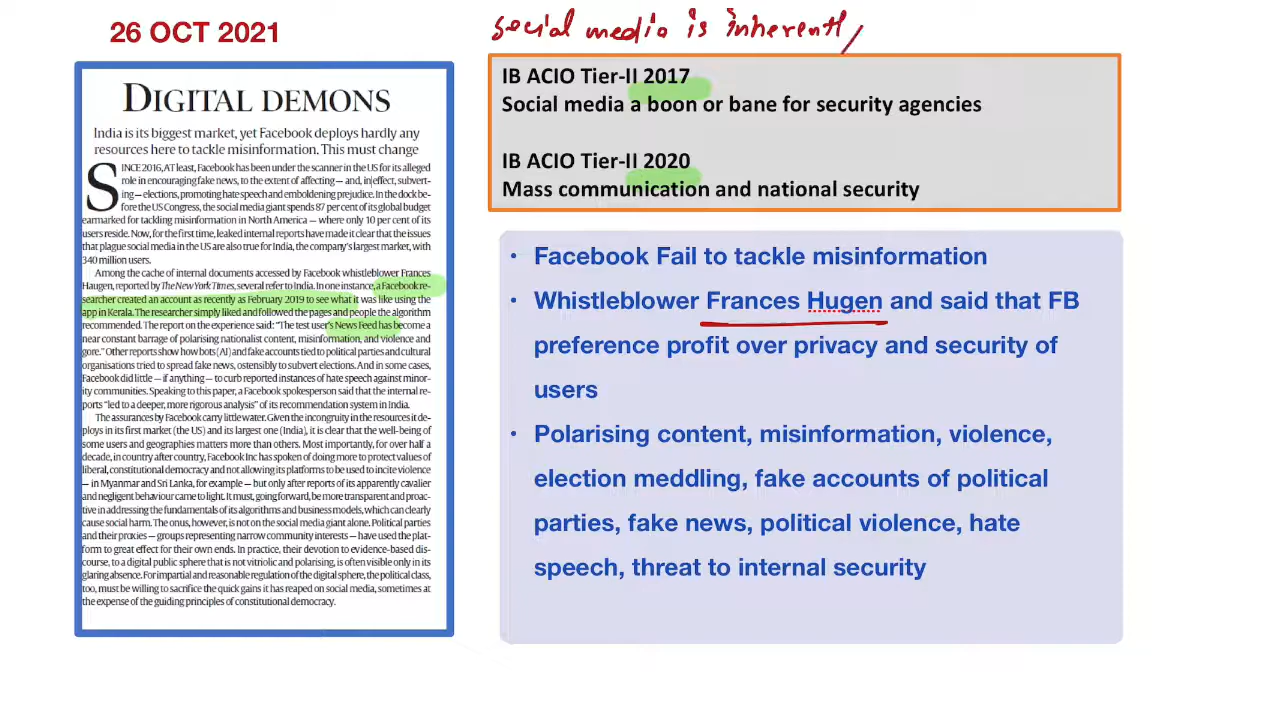 26 OCT 2021
social media is inherently
DIGITAL DEMONS
India is its biggest market, yet Facebook deploys hardly any
resources here to tackle misinformation. This must change
SINCE 2016, AT least, Facebook has been under the scanner in the US for its alleged
role in encouraging fake news, to the extent of affecting — and, in effect, subvert-
ing — elections, promoting hate speech and emboldening prejudice. In the dock be-
fore the US Congress, the social media giant spends 87 per cent of its global budget
earmarked for tackling misinformation in North America — where only 10 per cent of its
users reside. Now, for the first time, leaked internal reports have made it clear that the issues
that plague social media in the US are also true for India, the company's largest market, with
340 million users.
Among the cache of internal documents accessed by Facebook whistleblower Frances
Haugen, reported by The New York Times, several refer to India. In one instance, a Facebook re-
searcher created an account as recently as February 2019 to see what it was like using the
app in Kerala. The researcher simply liked and followed the pages and people the algorithm
recommended. The report on the experience said: "The test user's News Feed has become a
near constant barrage of polarising nationalist content, misinformation, and violence and
gore." Other reports show how bots (AI) and fake accounts tied to political parties and cultural
organisations tried to spread fake news, ostensibly to subvert elections. And in some cases,
Facebook did little — if anything — to curb reported instances of hate speech against minor-
ity communities. Speaking to this paper, a Facebook spokesperson said that the internal re-
ports "led to a deeper, more rigorous analysis" of its recommendation system in India.
The assurances by Facebook carry little water. Given the incongruity in the resources it de-
ploys in its first market (the US) and its largest one (India), it is clear that the well-being of
some users and geographies matters more than others. Most importantly, for over half a
decade, in country after country, Facebook Inc has spoken of doing more to protect values of
liberal, constitutional democracy and not allowing its platforms to be used to incite violence
— in Myanmar and Sri Lanka, for example — but only after reports of its apparently cavalier
and negligent behaviour came to light. It must, going forward, be more transparent and proac-
tive in addressing the fundamentals of its algorithms and business models, which can clearly
cause social harm. The onus, however, is not on the social media giant alone. Political parties
and their proxies — groups representing narrow community interests — have used the plat-
form to great effect for their own ends. In practice, their devotion to evidence-based dis-
course, to a digital public sphere that is not vitriolic and polarising, is often visible only in its
glaring absence. For impartial and reasonable regulation of the digital sphere, the political class,
too, must be willing to sacrifice the quick gains it has reaped on social media, sometimes at
the expense of the guiding principles of constitutional democracy.
IB ACIO Tier-II 2017
Social media a boon or bane for security agencies
IB ACIO Tier-II 2020
Mass communication and national security
• Facebook Fail to tackle misinformation
• Whistleblower Frances Hugen and said that FB
preference profit over privacy and security of
users
• Polarising content, misinformation, violence,
election meddling, fake accounts of political
parties, fake news, political violence, hate
speech, threat to internal security